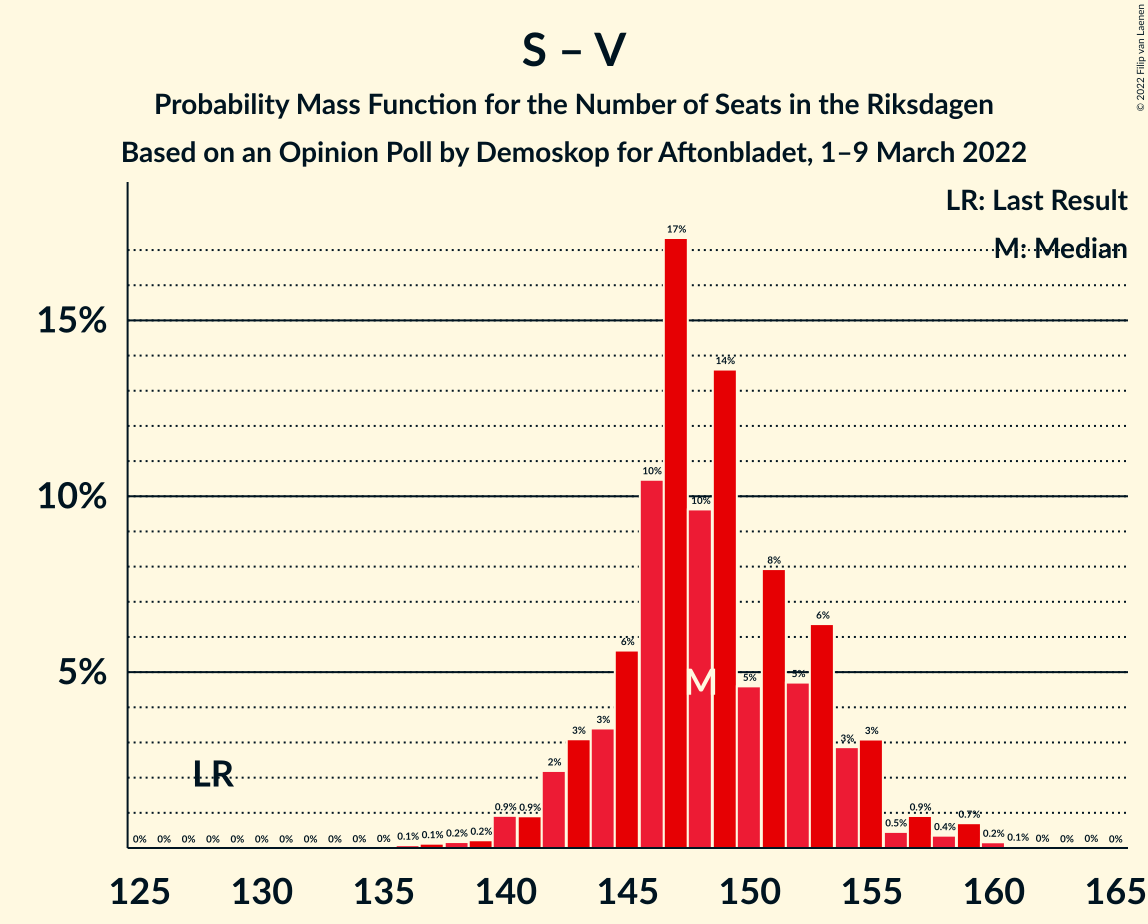 S – V
Probability Mass Function for the Number of Seats in the Riksdagen
Based on an Opinion Poll by Demoskop for Aftonbladet, 1–9 March 2022
© 2022 Filip van Laenen
LR: Last Result
M: Median
15%
10%
5%
0% 0% 0% 0% 0% 0% 0% 0% 0% 0% 0% 0.1% 0.1% 0.2% 0.2% 0.9% 0.9% 2% 3% 3% 6% 10% 17% 10% 14% 5% 8% 5% 6% 3% 3% 0.5% 0.9% 0.4% 0.7% 0.2% 0.1% 0% 0% 0% 0%
LR
M
125 130 135 140 145 150 155 160 165